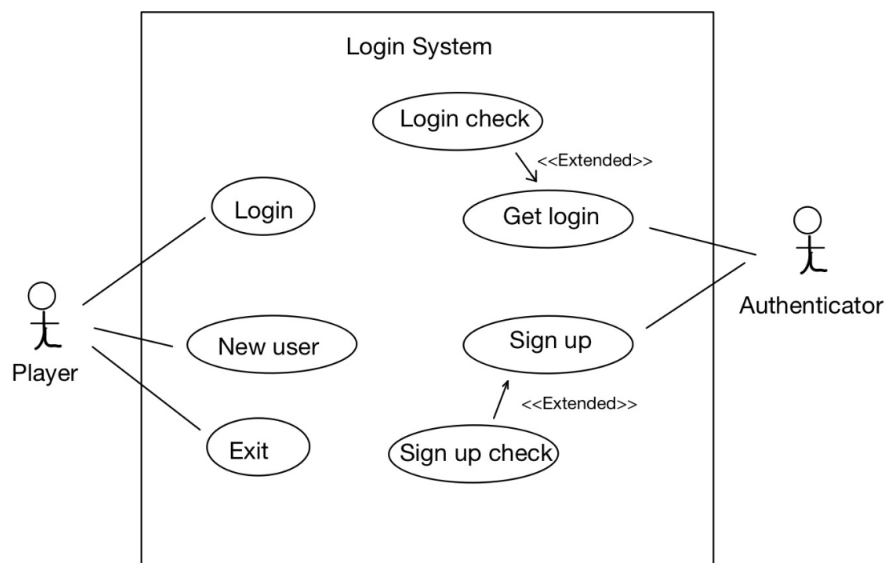 Login System
Login check
<<Extended>>
Login
Get login
Authenticator
New user
Sign up
Player
<<Extended>>
Exit
Sign up check